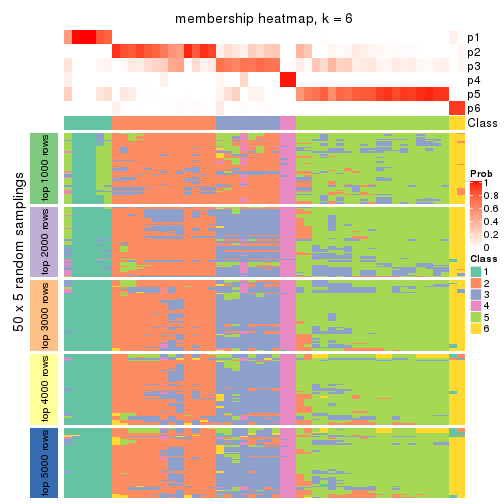 membership heatmap, k = 6
p1
p2
p3
p4
p5
p6
Class
50 x 5 random samplings
top 1000 rows
top 2000 rows
top 3000 rows
top 4000 rows
top 5000 rows
Prob
1
0.8
0.6
0.4
0.2
0
Class
1
2
3
4
5
6